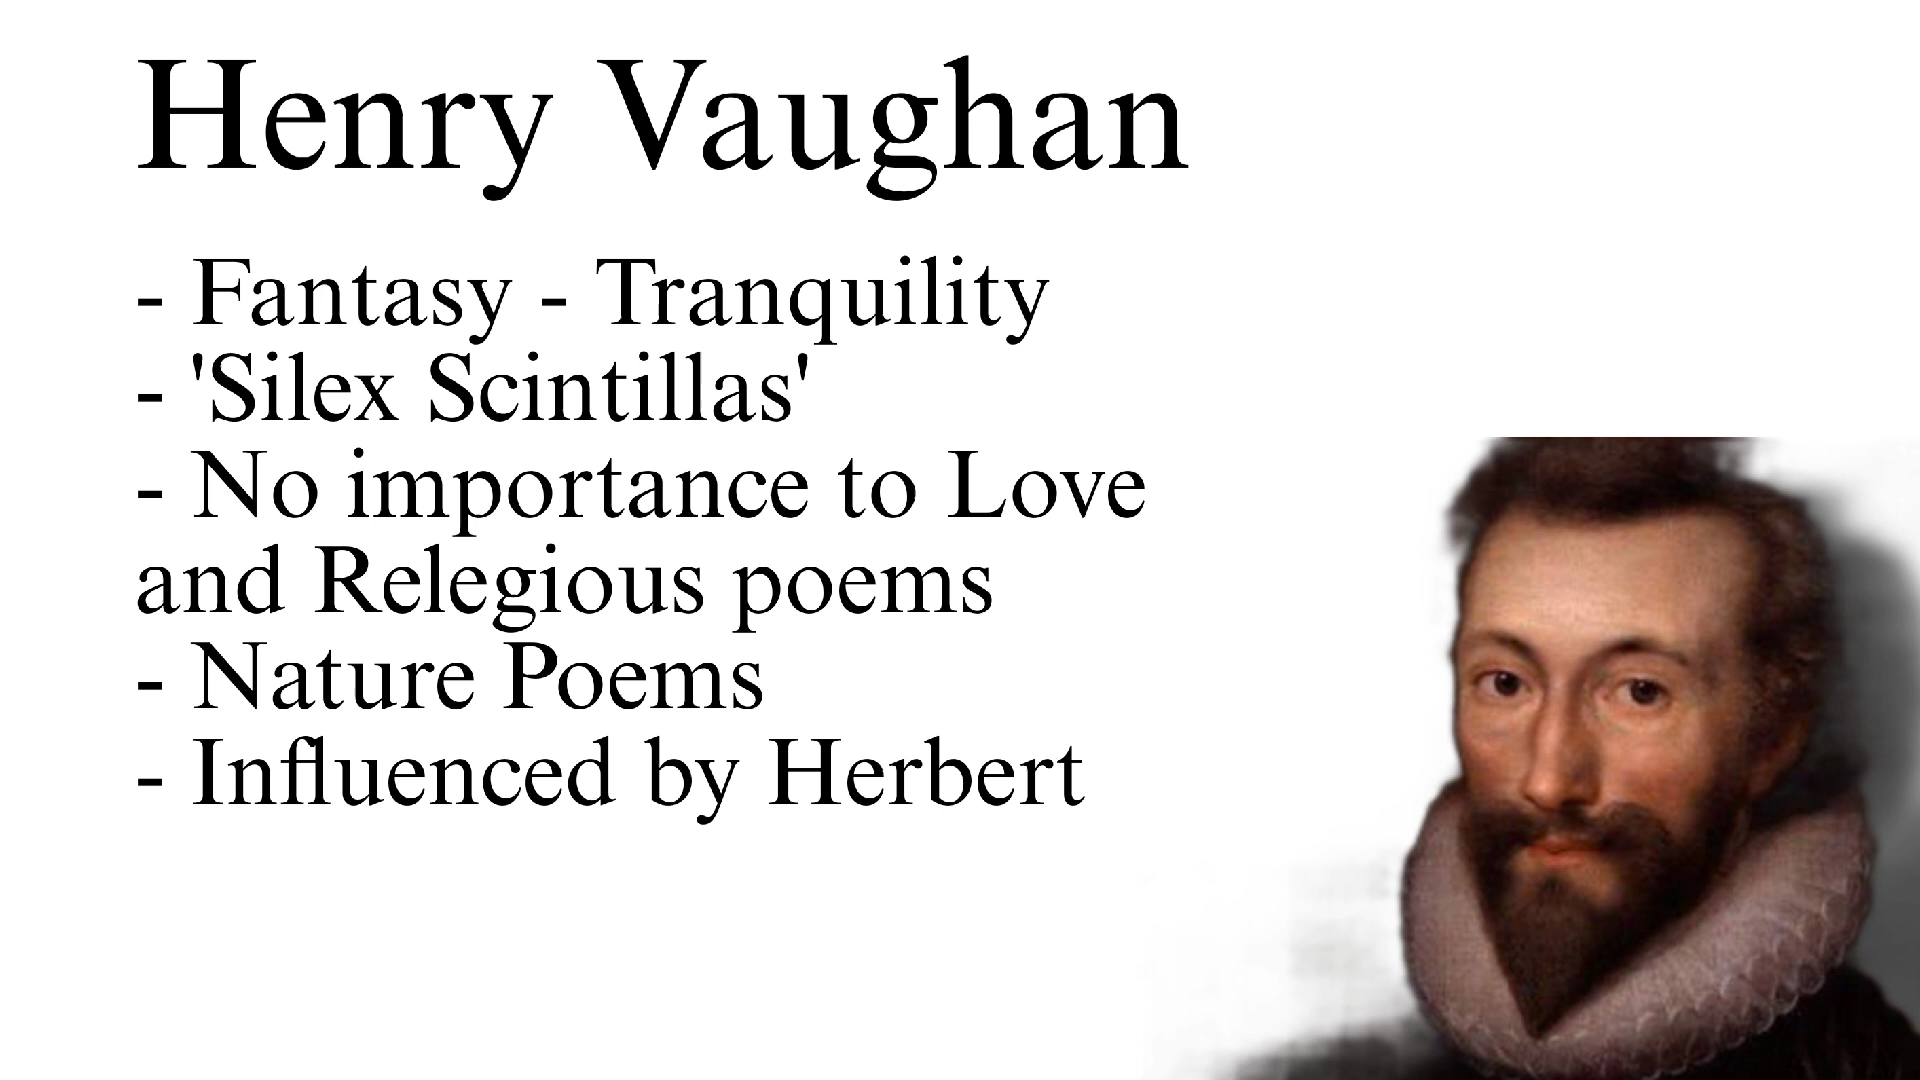 Henry Vaughan
- Fantasy - Tranquility
- 'Silex Scintillas'
- No importance to Love
and Relegious poems
- Nature Poems
- Influenced by Herbert